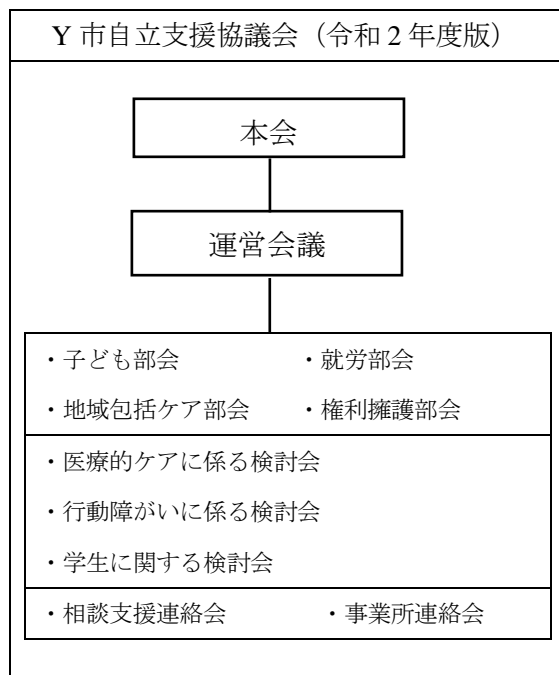 Y 市自立支援協議会（令和 2 年度版）
本会
運営会議
・子ども部会 ・就労部会
・地域包括ケア部会 ・権利擁護部会
・医療的ケアに係る検討会
・行動障がいに係る検討会
・学生に関する検討会
・相談支援連絡会 ・事業所連絡会